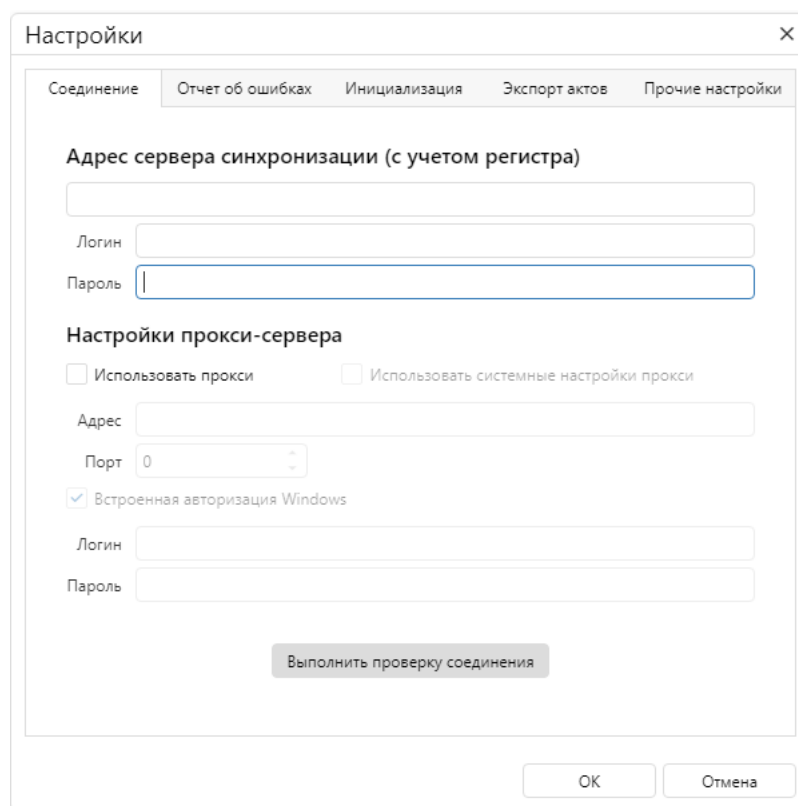 Настройки
Соединение Отчет об ошибках Инициализация Экспорт актов Прочие настройки
Адрес сервера синхронизации (с учетом регистра)
Логин
Пароль
Настройки прокси-сервера
Использовать прокси Использовать системные настройки прокси
Адрес
Порт 0
Встроенная авторизация Windows
Логин
Пароль
Выполнить проверку соединения
ОК Отмена